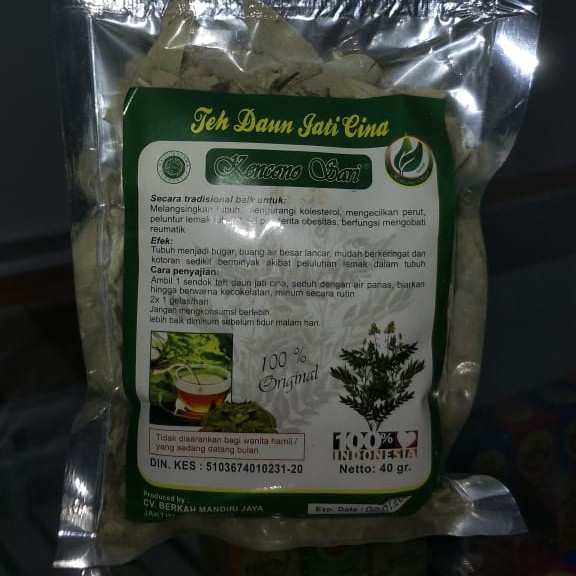 Teh Daun Jati Cina
Kencono Sari
Secara tradisional baik untuk:
Melangsingkan tubuh, mengurangi kolesterol, mengecilkan perut,
peluntur lemak obesitas, berfungsi mengobati
reumatik
Efek:
Tubuh menjadi bugar, buang air besar lancar, mudah berkeringat dan
kotoran sedikit berminyak akibat peluluhan lemak dalam tubuh
Cara penyajian:
Ambil 1 sendok teh daun jati cina, seduh dengan air panas, biarkan
hingga berwarna kecokelatan, minum secara rutin
2x 1 gelas/hari
Jangan mengkonsumsi berlebih,
lebih baik diminum sebelum tidur malam hari.
100 %
Original
100%
INDONESIA
Tidak disarankan bagi wanita hamil /
yang sedang datang bulan
DIN. KES : 5103674010231-20
Netto: 40 gr.
Produced by :
CV. BERKAH MANDIRI JAYA
Exp. Date :